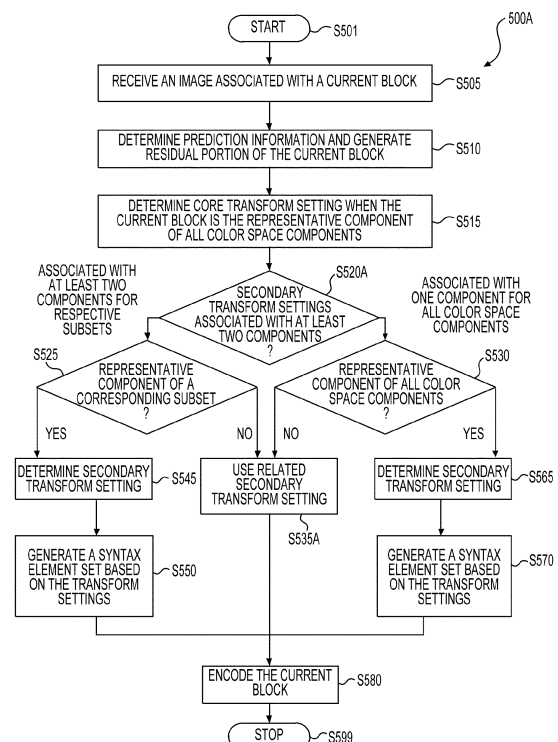 500A
START
S501
RECEIVE AN IMAGE ASSOCIATED WITH A CURRENT BLOCK
S505
DETERMINE PREDICTION INFORMATION AND GENERATE
RESIDUAL PORTION OF THE CURRENT BLOCK
S510
DETERMINE CORE TRANSFORM SETTING WHEN THE
CURRENT BLOCK IS THE REPRESENTATIVE COMPONENT
OF ALL COLOR SPACE COMPONENTS
S515
ASSOCIATED WITH
AT LEAST TWO
COMPONENTS FOR
RESPECTIVE
SUBSETS
SECONDARY
TRANSFORM SETTINGS
ASSOCIATED WITH AT LEAST
TWO COMPONENTS
?
S520A
ASSOCIATED WITH
ONE COMPONENT FOR
ALL COLOR SPACE
COMPONENTS
S525
REPRESENTATIVE
COMPONENT OF A
CORRESPONDING SUBSET
?
REPRESENTATIVE
COMPONENT OF ALL COLOR
SPACE COMPONENTS
?
S530
YES
NO
NO
YES
DETERMINE SECONDARY
TRANSFORM SETTING
S545
USE RELATED
SECONDARY
TRANSFORM SETTING
S535A
DETERMINE SECONDARY
TRANSFORM SETTING
S565
GENERATE A SYNTAX
ELEMENT SET BASED
ON THE TRANSFORM
SETTINGS
S550
GENERATE A SYNTAX
ELEMENT SET BASED
ON THE TRANSFORM
SETTINGS
S570
ENCODE THE CURRENT
BLOCK
S580
STOP
S599